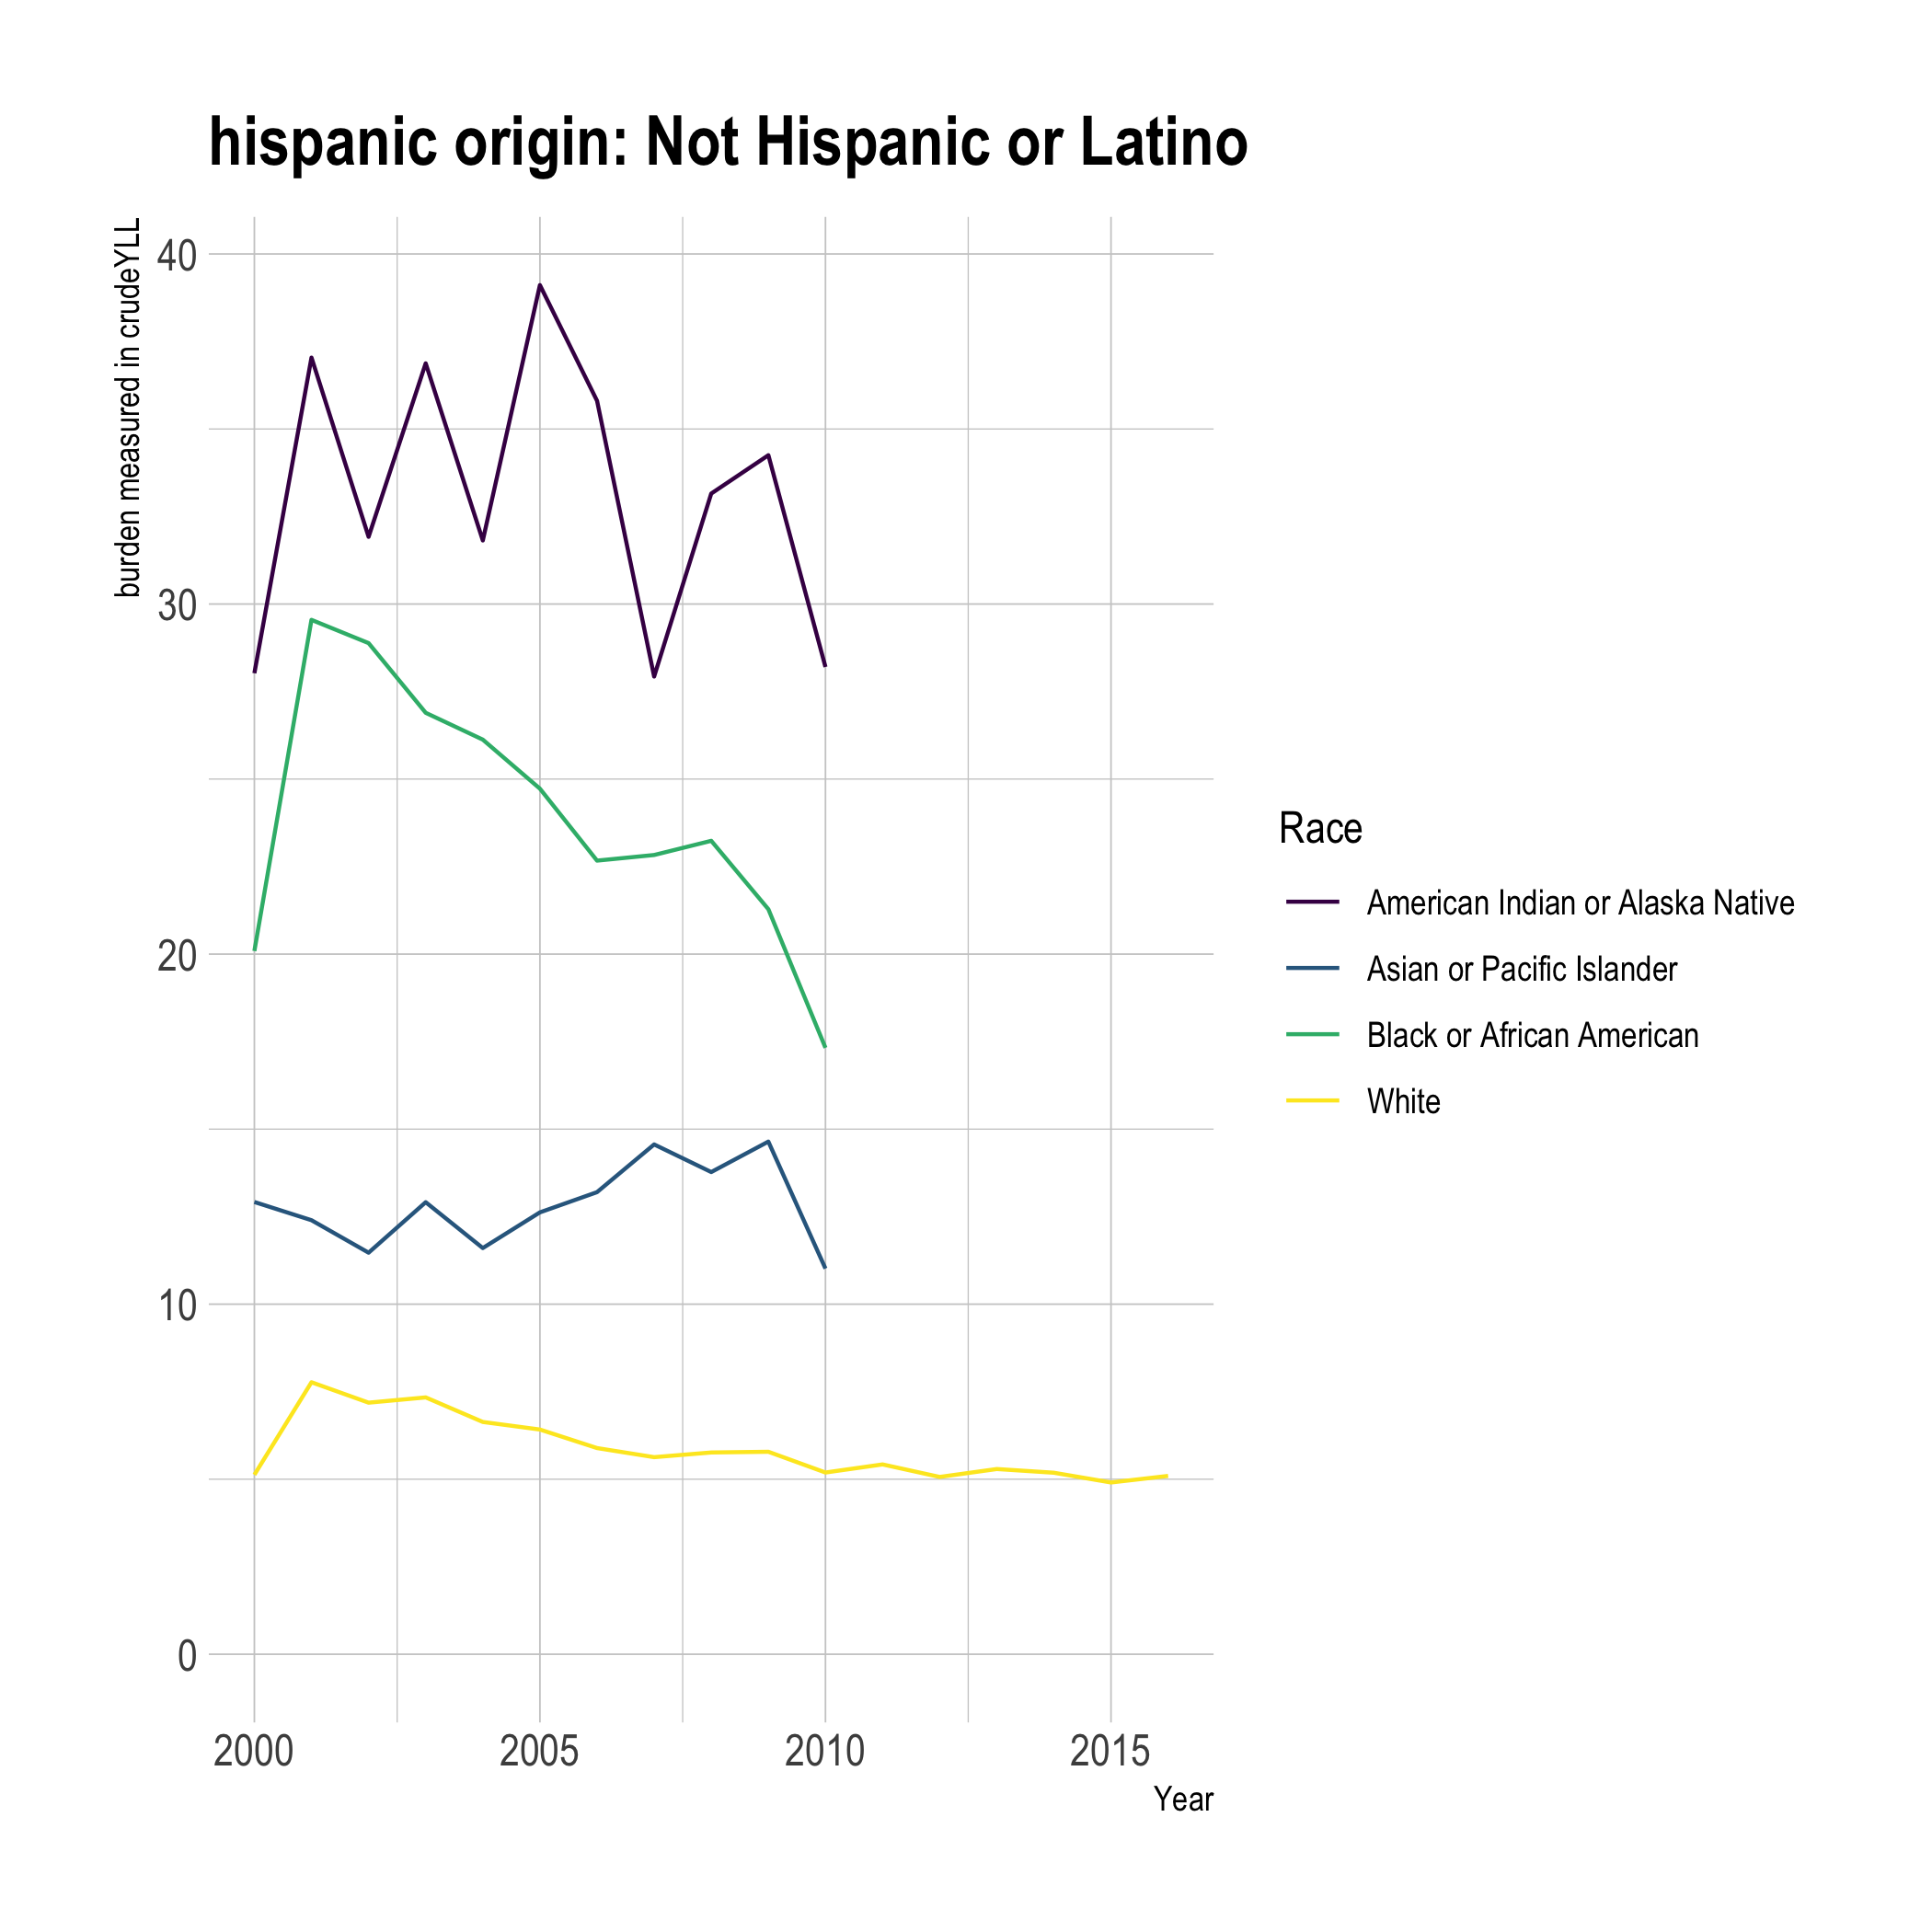 hispanic origin: Not Hispanic or Latino
burden measured in crudeYLL
40
30
20
10
0
2000 2005 2010 2015
Year
Race
American Indian or Alaska Native
Asian or Pacific Islander
Black or African American
White